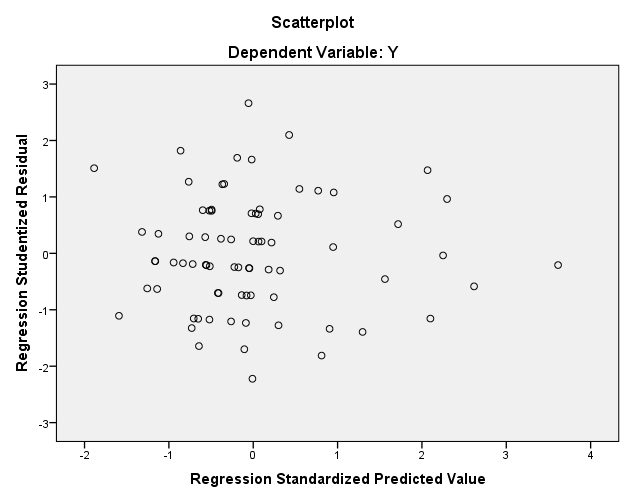 Scatterplot
Dependent Variable: Y
Regression Studentized Residual
3
2
1
0
-1
-2
-3
-2 -1 0 1 2 3 4
Regression Standardized Predicted Value